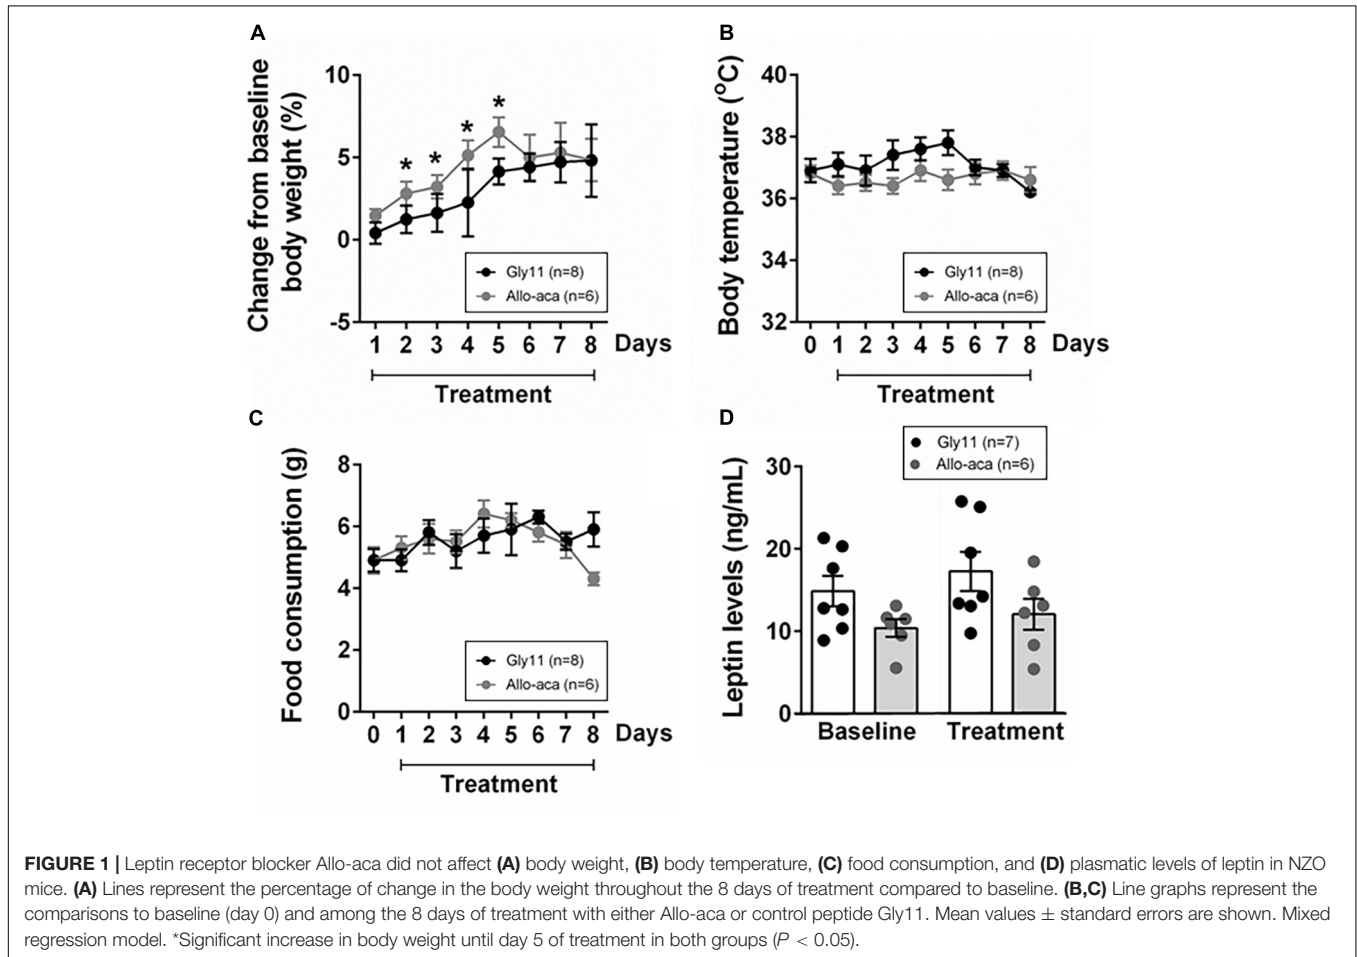 A
Change from baseline
body weight (%)
10
5
0
-5
*
*
*
*
Gly11 (n=8)
Allo-aca (n=6)
1 2 3 4 5 6 7 8 Days
Treatment
B
Body temperature (°C)
40
38
36
34
32
Gly11 (n=8)
Allo-aca (n=6)
0 1 2 3 4 5 6 7 8 Days
Treatment
C
Food consumption (g)
8
6
4
2
0
Gly11 (n=8)
Allo-aca (n=6)
0 1 2 3 4 5 6 7 8 Days
Treatment
D
Gly11 (n=7)
Allo-aca (n=6)
Leptin levels (ng/mL)
30
20
10
0
Baseline Treatment
FIGURE 1 | Leptin receptor blocker Allo-aca did not affect (A) body weight, (B) body temperature, (C) food consumption, and (D) plasmatic levels of leptin in NZO
mice. (A) Lines represent the percentage of change in the body weight throughout the 8 days of treatment compared to baseline. (B,C) Line graphs represent the
comparisons to baseline (day 0) and among the 8 days of treatment with either Allo-aca or control peptide Gly11. Mean values ± standard errors are shown. Mixed
regression model. *Significant increase in body weight until day 5 of treatment in both groups (P < 0.05).